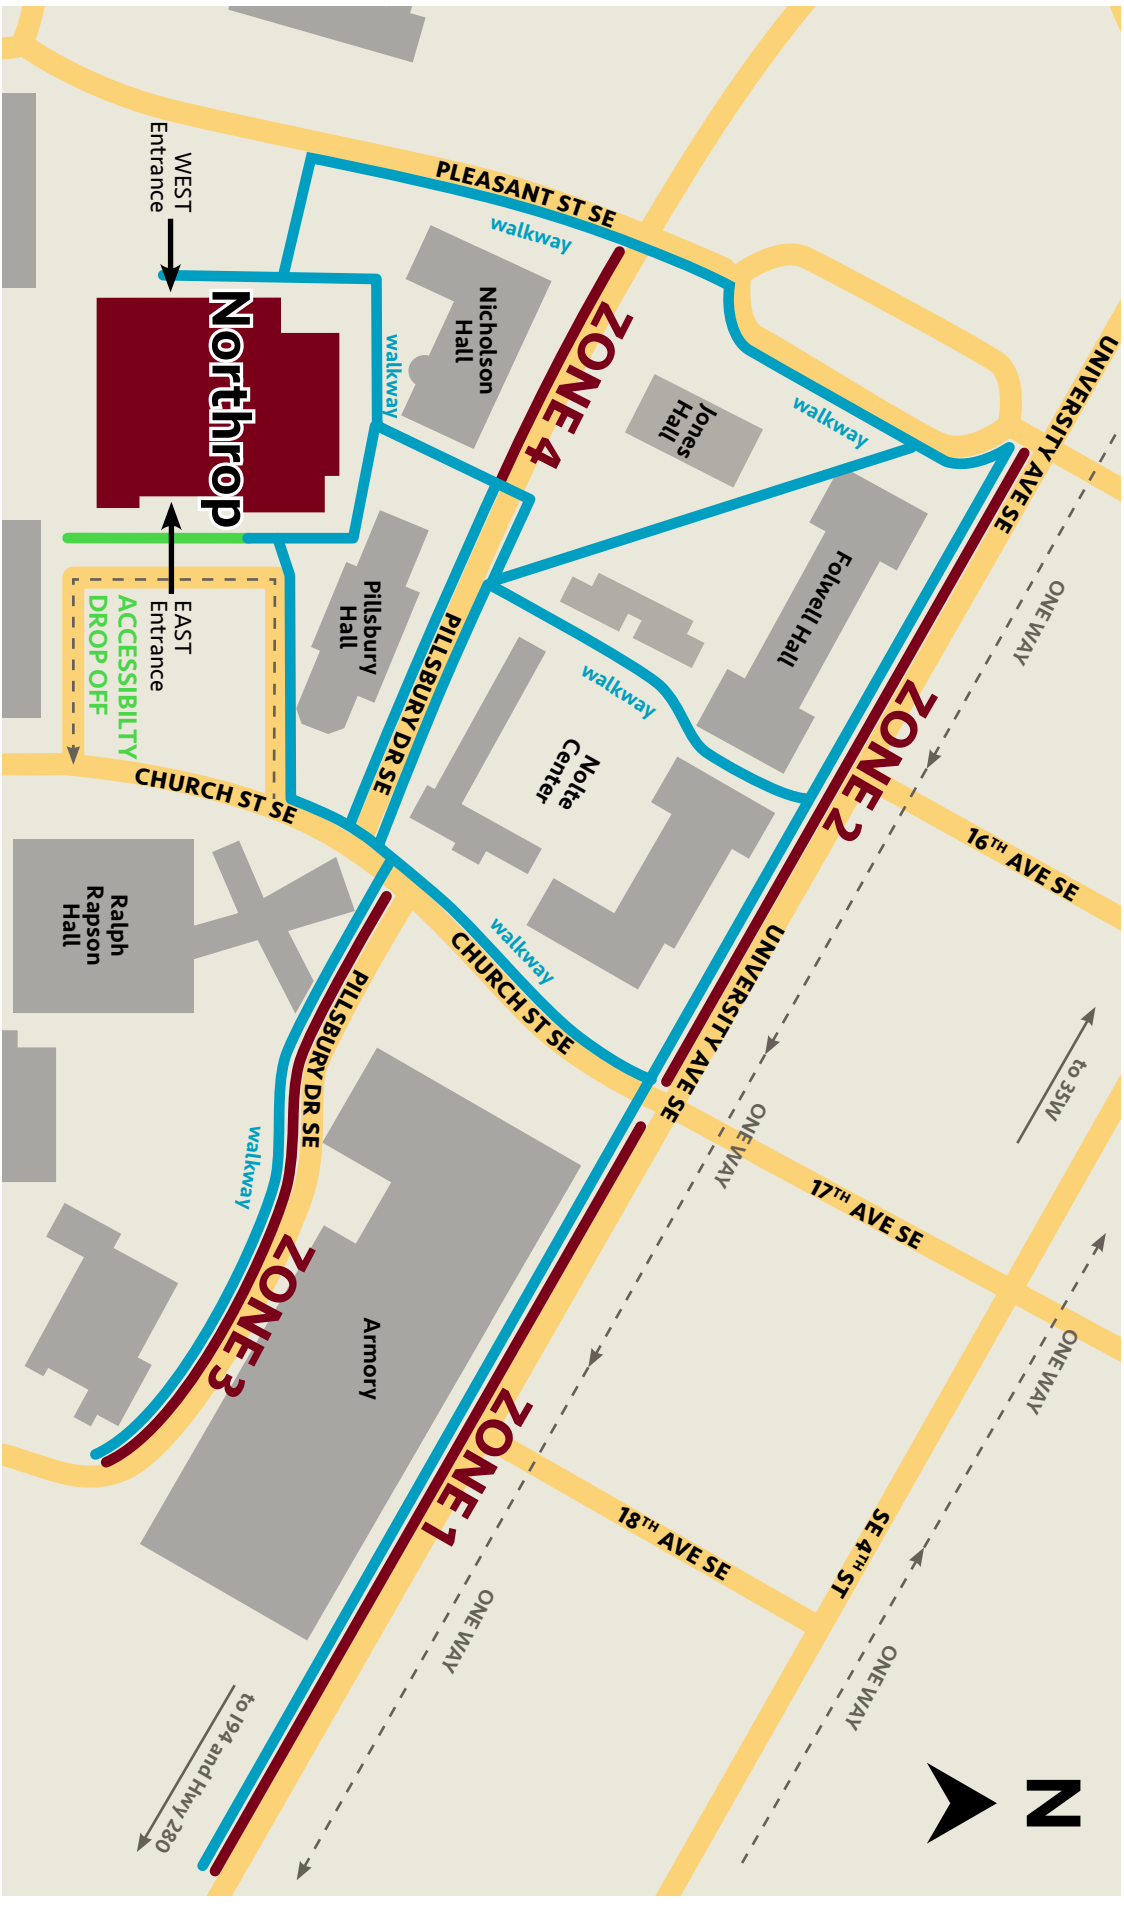 WEST
Entrance
Northrop
EAST
Entrance
ACCESSIBILTY
DROP OFF
PLEASANT ST SE
walkway
Nicholson
Hall
walkway
ZONE 4
Jones
Hall
walkway
UNIVERSITY AVE SE
ONE WAY
Folwell Hall
ZONE 2
16TH AVE SE
Pillsbury
Hall
PILLSBURY DR SE
walkway
Nolte
Center
CHURCH ST SE
Ralph
Rapson
Hall
walkway
CHURCH ST SE
UNIVERSITY AVE SE
PILLSBURY DR SE
walkway
ZONE 3
Armory
ONE WAY
17TH AVE SE
to 35W
ONE WAY
ZONE 1
18TH AVE SE
SE 4TH ST
ONE WAY
ONE WAY
to I94 and Hwy 280
N